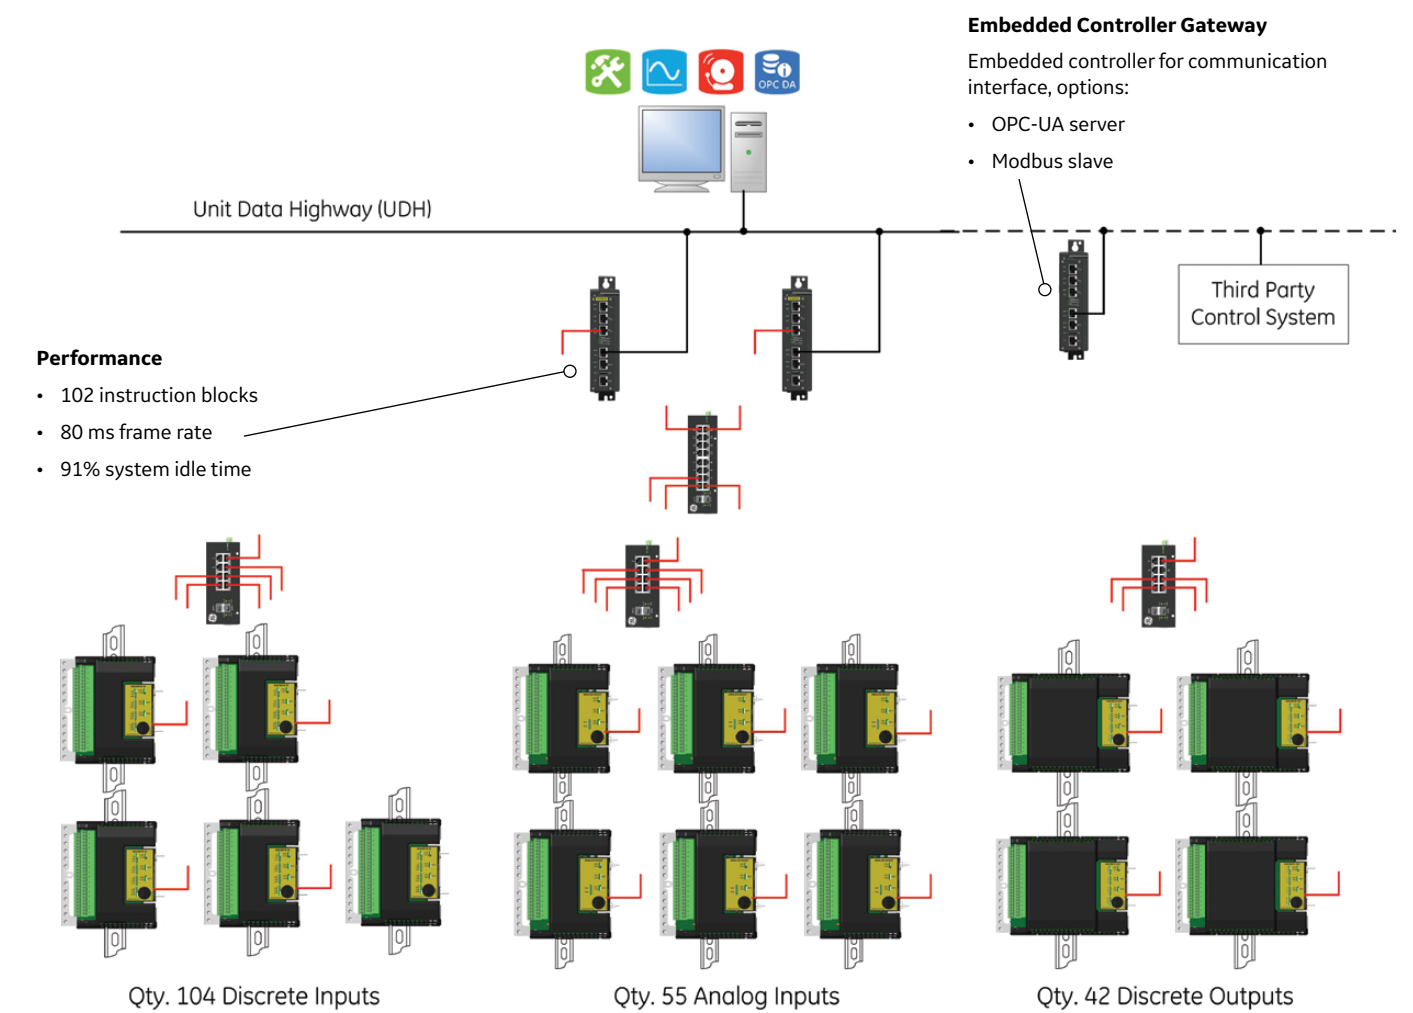 Embedded Controller Gateway
Embedded controller for communication
interface, options:
• OPC-UA server
• Modbus slave
OPC DA
Unit Data Highway (UDH)
Third Party
Control System
Performance
• 102 instruction blocks
• 80 ms frame rate
• 91% system idle time
Qty. 104 Discrete Inputs
Qty. 55 Analog Inputs
Qty. 42 Discrete Outputs